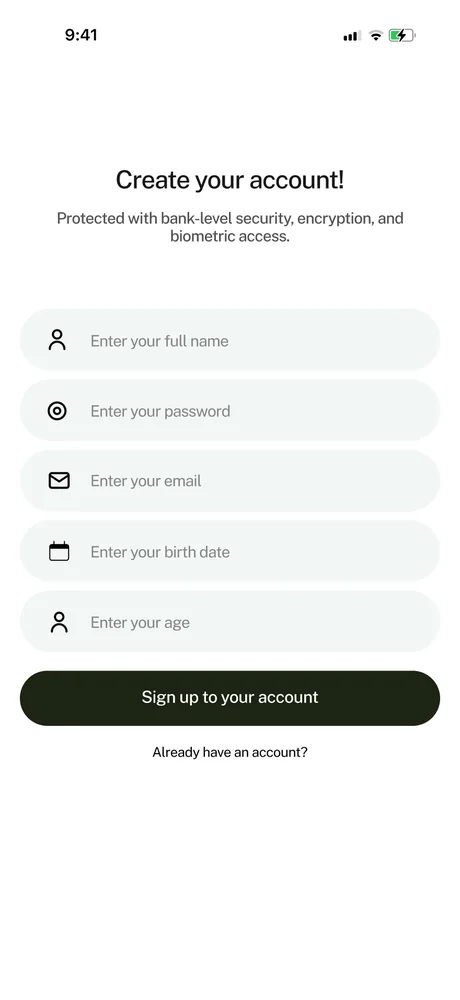 9:41
Create your account!
Protected with bank-level security, encryption, and
biometric access.
Enter your full name
Enter your password
Enter your email
Enter your birth date
Enter your age
Sign up to your account
Already have an account?